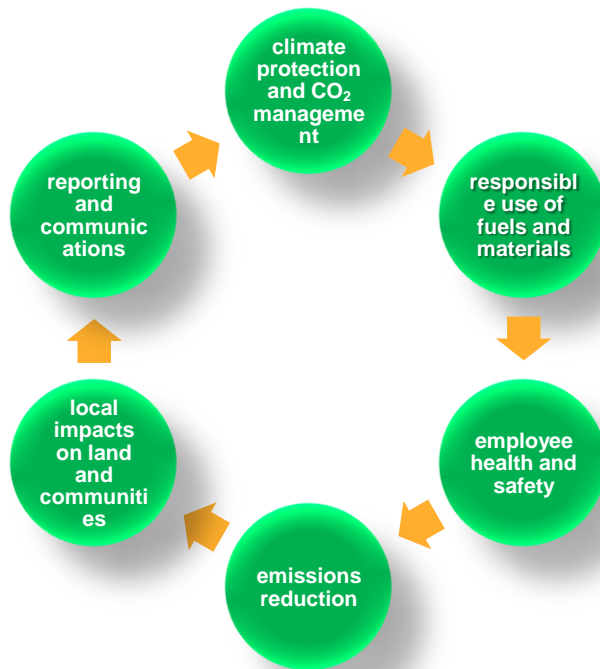 climate
protection
and CO₂
manageme
nt
responsibl
e use of
fuels and
materials
employee
health and
safety
emissions
reduction
local
impacts
on land
and
communiti
es
reporting
and
communic
ations